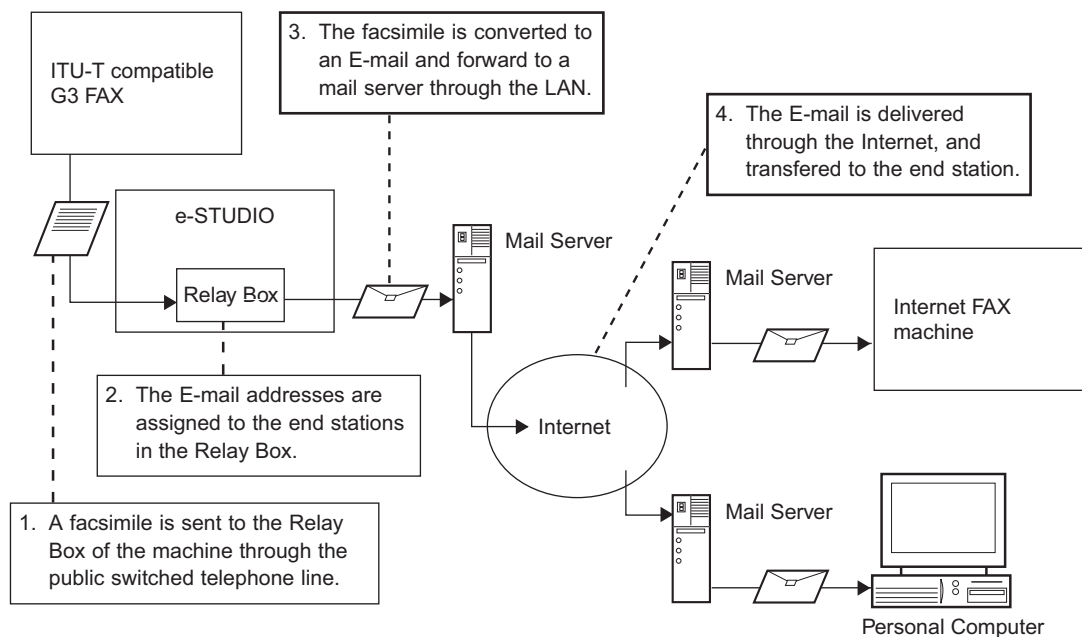 ITU-T compatible
G3 FAX
3. The facsimile is converted to
an E-mail and forward to a
mail server through the LAN.
4. The E-mail is delivered
through the Internet, and
transfered to the end station.
e-STUDIO
Relay Box
Mail Server
Mail Server
Internet FAX
machine
2. The E-mail addresses are
assigned to the end stations
in the Relay Box.
Internet
1. A facsimile is sent to the Relay
Box of the machine through the
public switched telephone line.
Mail Server
Personal Computer